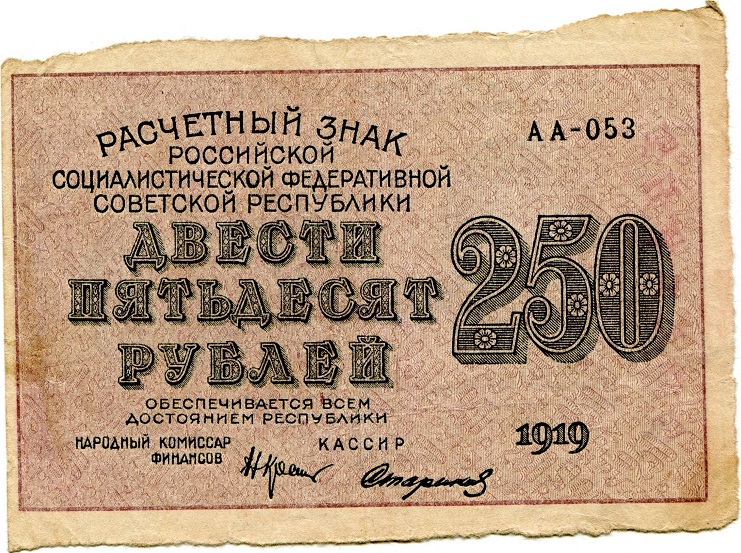 РАСЧЕТНЫЙ ЗНАК
РОССИЙСКОЙ
СОЦИАЛИСТИЧЕСКОЙ ФЕДЕРАТИВНОЙ
СОВЕТСКОЙ РЕСПУБЛИКИ
ДВЕСТИ
ПЯТЬДЕСЯТ
РУБЛЕЙ
АА-053
250
ОБЕСПЕЧИВАЕТСЯ ВСЕМ
ДОСТОЯНИЕМ РЕСПУБЛИКИ
НАРОДНЫЙ КОМИССАР
ФИНАНСОВ
КАССИР
1919